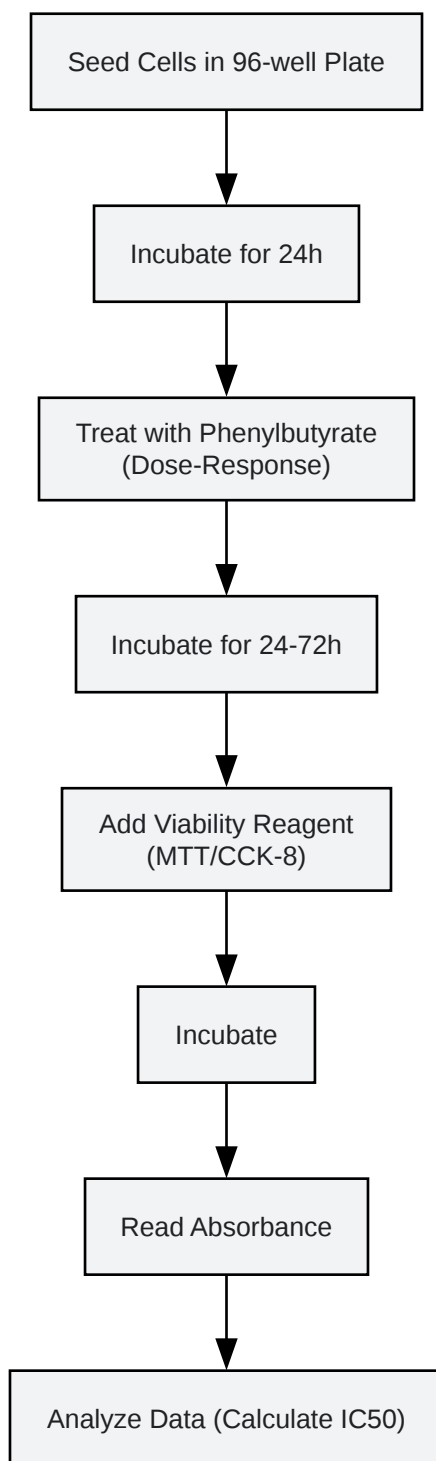 Seed Cells in 96-well Plate
Incubate for 24h
Treat with Phenylbutyrate
(Dose-Response)
Incubate for 24-72h
Add Viability Reagent
(MTT/CCK-8)
Incubate
Read Absorbance
Analyze Data (Calculate IC50)